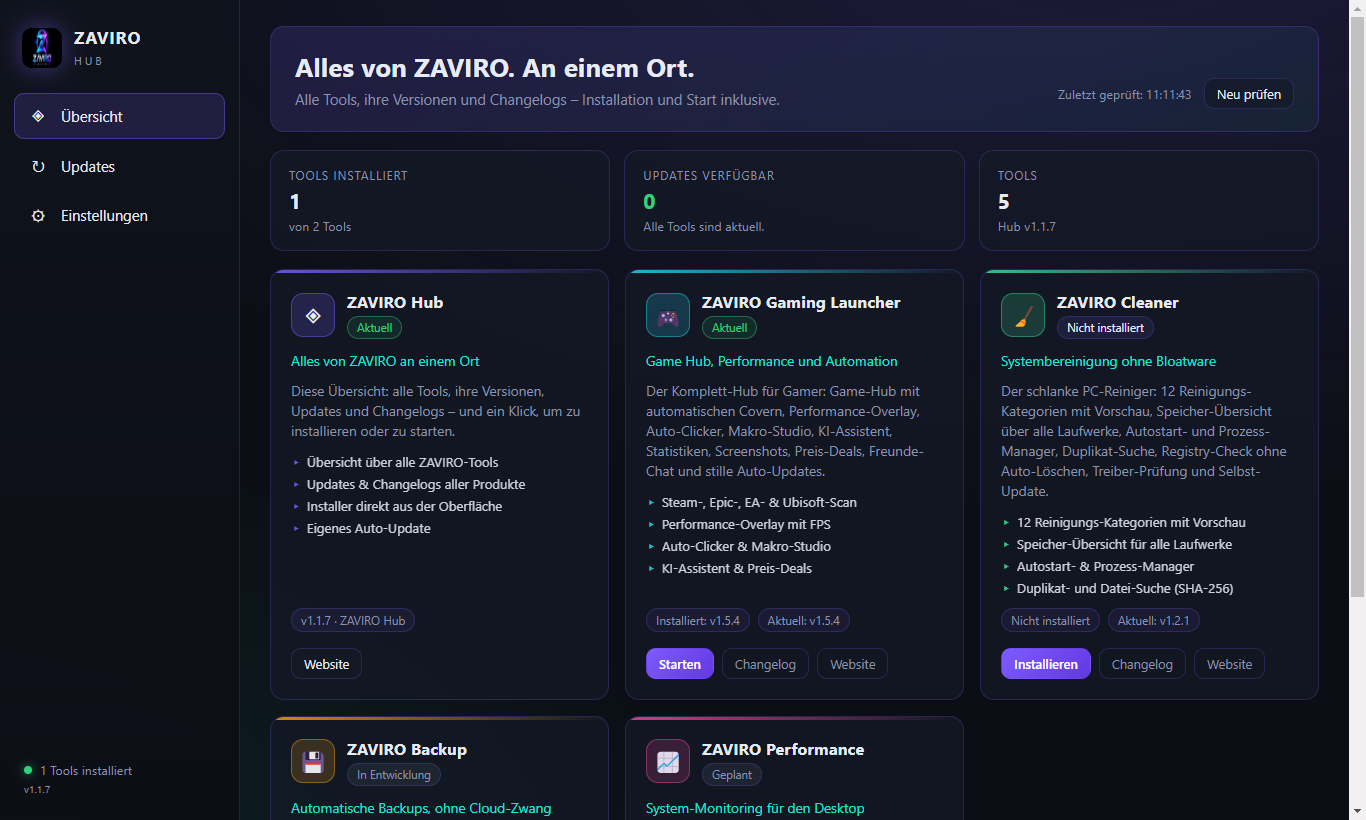 ZAVIRO
HUB
Übersicht
Updates
Einstellungen
1 Tools installiert
v1.1.7
Alles von ZAVIRO. An einem Ort.
Alle Tools, ihre Versionen und Changelogs – Installation und Start inklusive.
Zuletzt geprüft: 11:11:43
Neu prüfen
TOOLS INSTALLIERT
1
von 2 Tools
UPDATES VERFÜGBAR
0
Alle Tools sind aktuell.
TOOLS
5
Hub v1.1.7
ZAVIRO Hub
Aktuell
Alles von ZAVIRO an einem Ort
Diese Übersicht: alle Tools, ihre Versionen,
Updates und Changelogs – und ein Klick, um zu
installieren oder zu starten.
Übersicht über alle ZAVIRO-Tools
Updates & Changelogs aller Produkte
Installer direkt aus der Oberfläche
Eigenes Auto-Update
v1.1.7 · ZAVIRO Hub
Website
ZAVIRO Gaming Launcher
Aktuell
Game Hub, Performance und Automation
Der Komplett-Hub für Gamer: Game-Hub mit
automatischen Covern, Performance-Overlay,
Auto-Clicker, Makro-Studio, KI-Assistent,
Statistiken, Screenshots, Preis-Deals, Freunde-
Chat und stille Auto-Updates.
Steam-, Epic-, EA- & Ubisoft-Scan
Performance-Overlay mit FPS
Auto-Clicker & Makro-Studio
KI-Assistent & Preis-Deals
Installiert: v1.5.4
Aktuell: v1.5.4
Starten
Changelog
Website
ZAVIRO Cleaner
Nicht installiert
Systembereinigung ohne Bloatware
Der schlanke PC-Reiniger: 12 Reinigungs-
Kategorien mit Vorschau, Speicher-Übersicht
über alle Laufwerke, Autostart- und Prozess-
Manager, Duplikat-Suche, Registry-Check ohne
Auto-Löschen, Treiber-Prüfung und Selbst-
Update.
12 Reinigungs-Kategorien mit Vorschau
Speicher-Übersicht für alle Laufwerke
Autostart- & Prozess-Manager
Duplikat- und Datei-Suche (SHA-256)
Nicht installiert
Aktuell: v1.2.1
Installieren
Changelog
Website
ZAVIRO Backup
In Entwicklung
Automatische Backups, ohne Cloud-Zwang
ZAVIRO Performance
Geplant
System-Monitoring für den Desktop